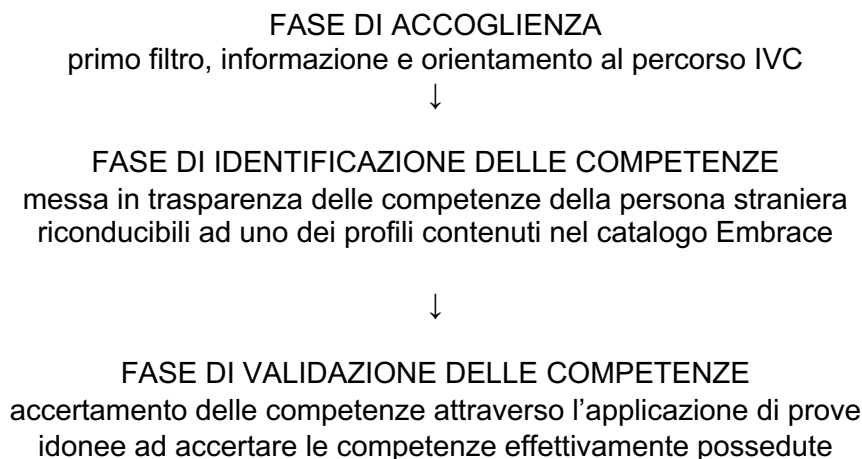 FASE DI ACCOGLIENZA
primo filtro, informazione e orientamento al percorso IVC
↓
FASE DI IDENTIFICAZIONE DELLE COMPETENZE
messa in trasparenza delle competenze della persona straniera
riconducibili ad uno dei profili contenuti nel catalogo Embrace
↓
FASE DI VALIDAZIONE DELLE COMPETENZE
accertamento delle competenze attraverso l’applicazione di prove
idonee ad accertare le competenze effettivamente possedute